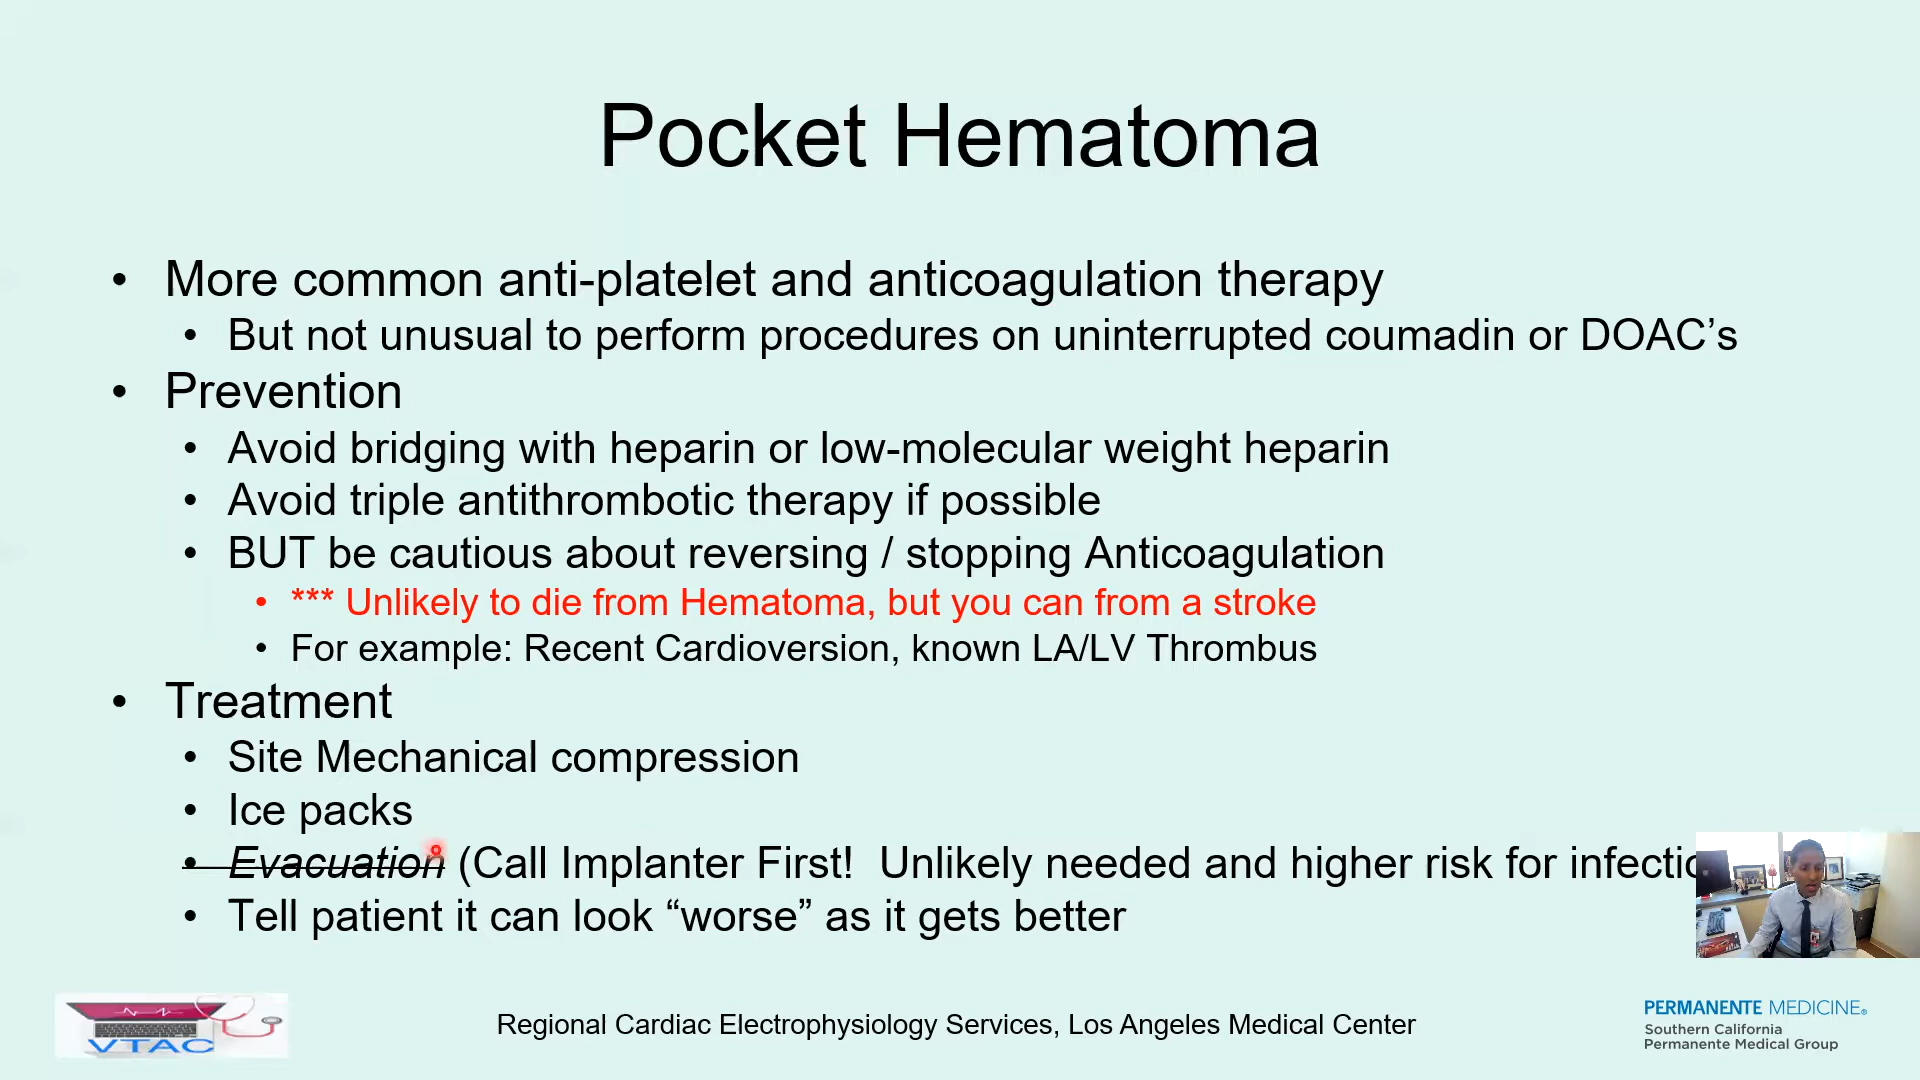 Pocket Hematoma
• More common anti-platelet and anticoagulation therapy
• But not unusual to perform procedures on uninterrupted coumadin or DOAC’s
• Prevention
• Avoid bridging with heparin or low-molecular weight heparin
• Avoid triple antithrombotic therapy if possible
• BUT be cautious about reversing / stopping Anticoagulation
• *** Unlikely to die from Hematoma, but you can from a stroke
• For example: Recent Cardioversion, known LA/LV Thrombus
• Treatment
• Site Mechanical compression
• Ice packs
• Evacuation (Call Implanter First!  Unlikely needed and higher risk for infectio
• Tell patient it can look “worse” as it gets better
VTAC
Regional Cardiac Electrophysiology Services, Los Angeles Medical Center
PERMANENTE MEDICINE®
Southern California
Permanente Medical Group